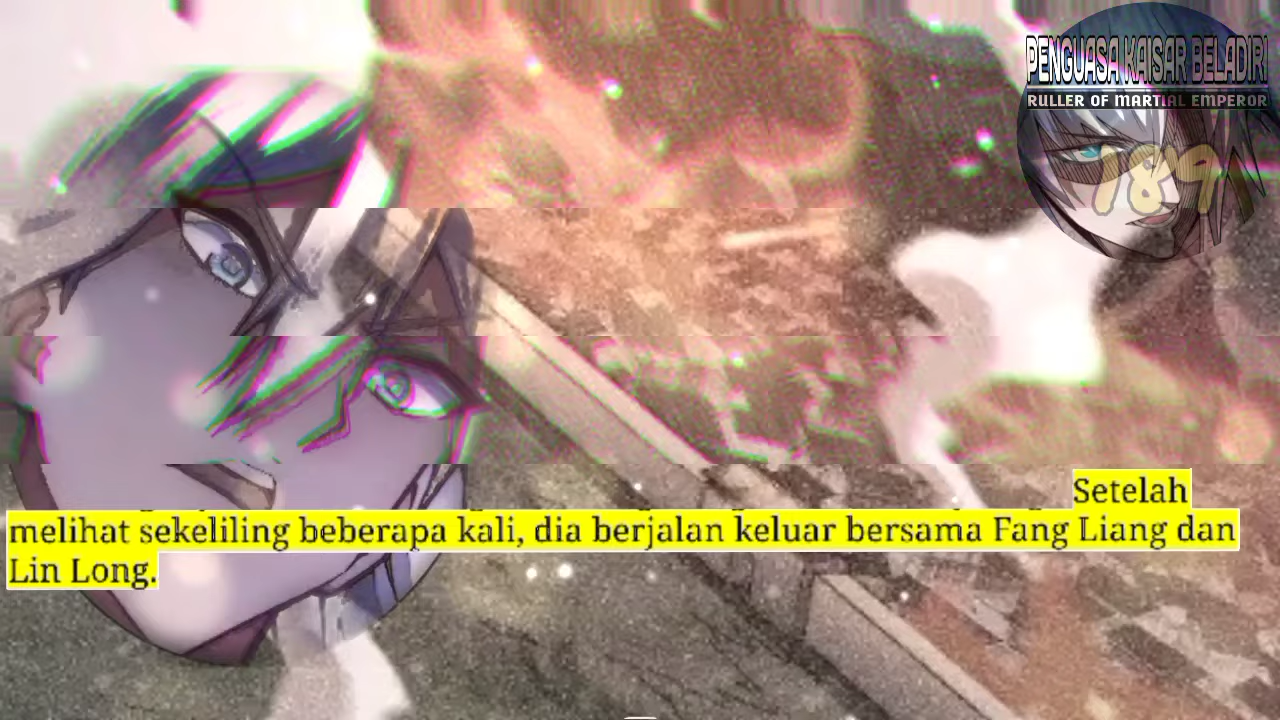 PENGUASA KAISAR BELADIRI
RULLER OF MARTIAL EMPEROR
789
Setelah
melihat sekeliling beberapa kali, dia berjalan keluar bersama Fang Liang dan
Lin Long.